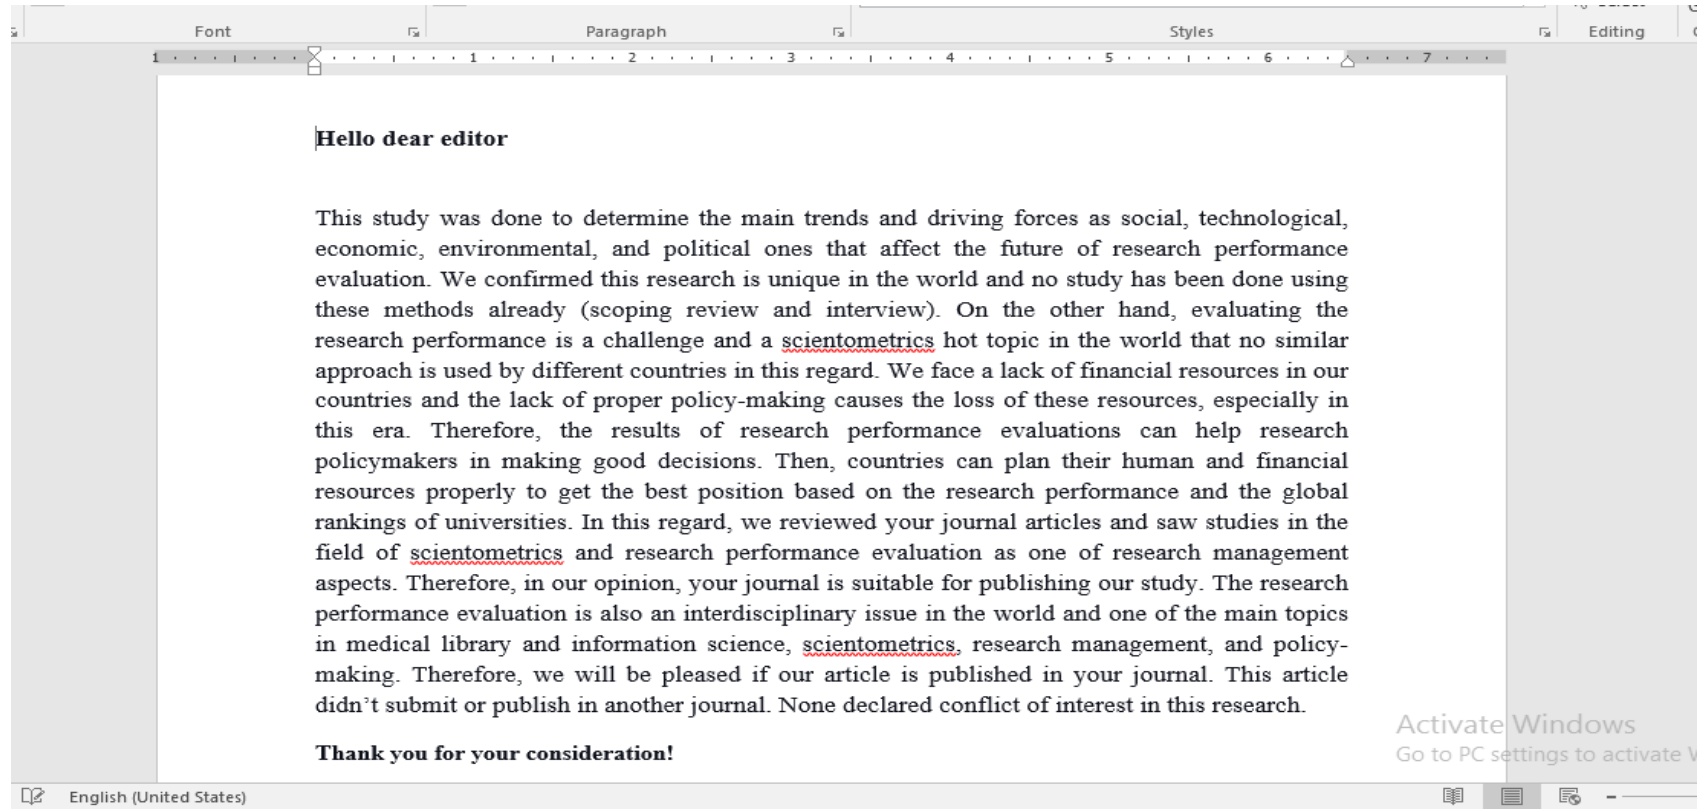 Font Paragraph Styles Editing
1 1 2 3 4 5 6 7
Hello dear editor
This study was done to determine the main trends and driving forces as social, technological,
economic, environmental, and political ones that affect the future of research performance
evaluation. We confirmed this research is unique in the world and no study has been done using
these methods already (scoping review and interview). On the other hand, evaluating the
research performance is a challenge and a scientometrics hot topic in the world that no similar
approach is used by different countries in this regard. We face a lack of financial resources in our
countries and the lack of proper policy-making causes the loss of these resources, especially in
this era. Therefore, the results of research performance evaluations can help research
policymakers in making good decisions. Then, countries can plan their human and financial
resources properly to get the best position based on the research performance and the global
rankings of universities. In this regard, we reviewed your journal articles and saw studies in the
field of scientometrics and research performance evaluation as one of research management
aspects. Therefore, in our opinion, your journal is suitable for publishing our study. The research
performance evaluation is also an interdisciplinary issue in the world and one of the main topics
in medical library and information science, scientometrics, research management, and policy-
making. Therefore, we will be pleased if our article is published in your journal. This article
didn’t submit or publish in another journal. None declared conflict of interest in this research.
Thank you for your consideration!
Activate Windows
Go to PC settings to activate
English (United States)